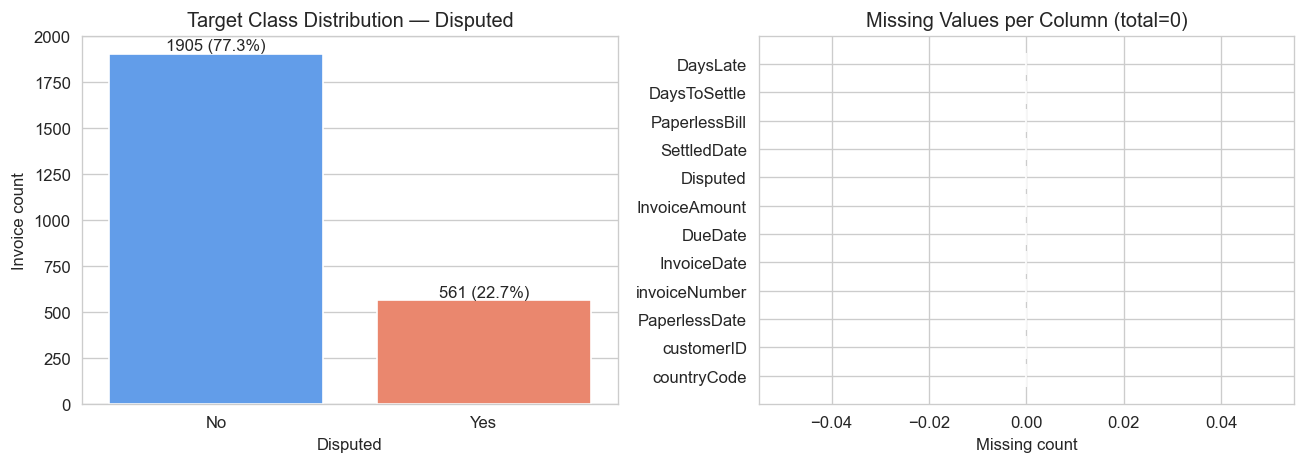 Target Class Distribution — Disputed
2000
1750
1500
1250
1000
750
500
250
0
Invoice count
1905 (77.3%)
561 (22.7%)
No
Yes
Disputed
Missing Values per Column (total=0)
DaysLate
DaysToSettle
PaperlessBill
SettledDate
Disputed
InvoiceAmount
DueDate
InvoiceDate
invoiceNumber
PaperlessDate
customerID
countryCode
−0.04
−0.02
0.00
0.02
0.04
Missing count